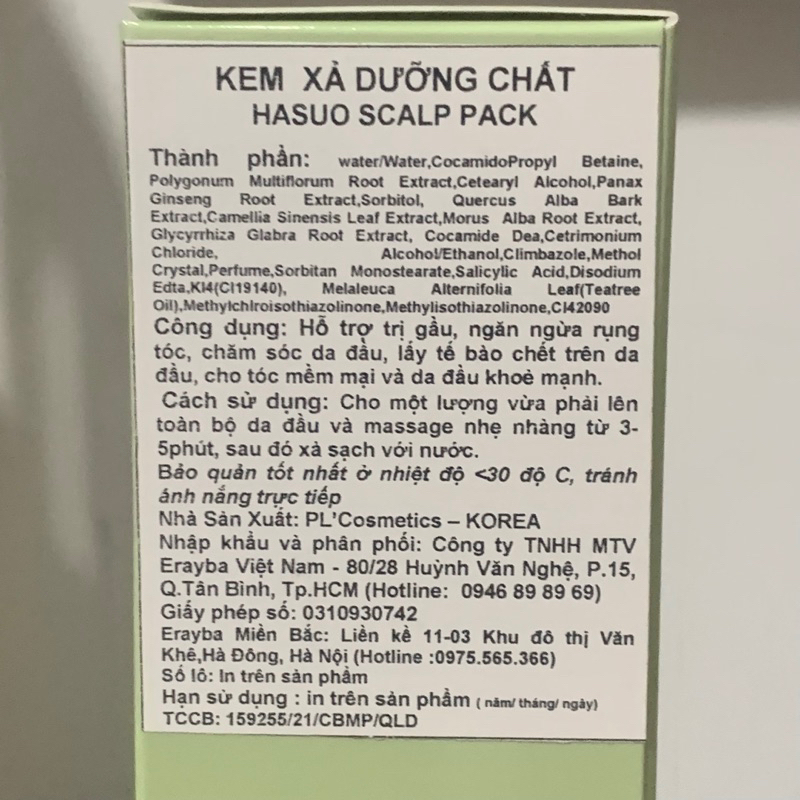 KEM XẢ DƯỠNG CHẤT
HASUO SCALP PACK
Thành phần: water/Water,CocamidoPropyl Betaine,
Polygonum Multiflorum Root Extract,Cetearyl Alcohol,Panax
Ginseng Root Extract,Sorbitol, Quercus Alba Bark
Extract,Camellia Sinensis Leaf Extract,Morus Alba Root Extract,
Glycyrrhiza Glabra Root Extract, Cocamide Dea,Cetrimonium
Chloride, Alcohol/Ethanol,Climbazole,Methol
Crystal,Perfume,Sorbitan Monostearate,Salicylic Acid,Disodium
Edta,KI4(CI19140), Melaleuca Alternifolia Leaf(Teatree
Oil),Methylchlroisothiazolinone,Methylisothiazolinone,CI42090
Công dụng: Hỗ trợ trị gầu, ngăn ngừa rụng
tóc, chăm sóc da đầu, lấy tế bào chết trên da
đầu, cho tóc mềm mại và da đầu khoẻ mạnh.
Cách sử dụng: Cho một lượng vừa phải lên
toàn bộ da đầu và massage nhẹ nhàng từ 3-
5phút, sau đó xả sạch với nước.
Bảo quản tốt nhất ở nhiệt độ <30 độ C, tránh
ánh nắng trực tiếp
Nhà Sản Xuất: PL'Cosmetics – KOREA
Nhập khẩu và phân phối: Công ty TNHH MTV
Erayba Việt Nam - 80/28 Huỳnh Văn Nghệ, P.15,
Q.Tân Bình, Tp.HCM (Hotline: 0946 89 89 69)
Giấy phép số: 0310930742
Erayba Miền Bắc: Liền kề 11-03 Khu đô thị Văn
Khê,Hà Đông, Hà Nội (Hotline :0975.565.366)
Số lô: In trên sản phẩm
Hạn sử dụng : in trên sản phẩm ( năm/ tháng/ ngày)
TCCB: 159255/21/CBMP/QLD